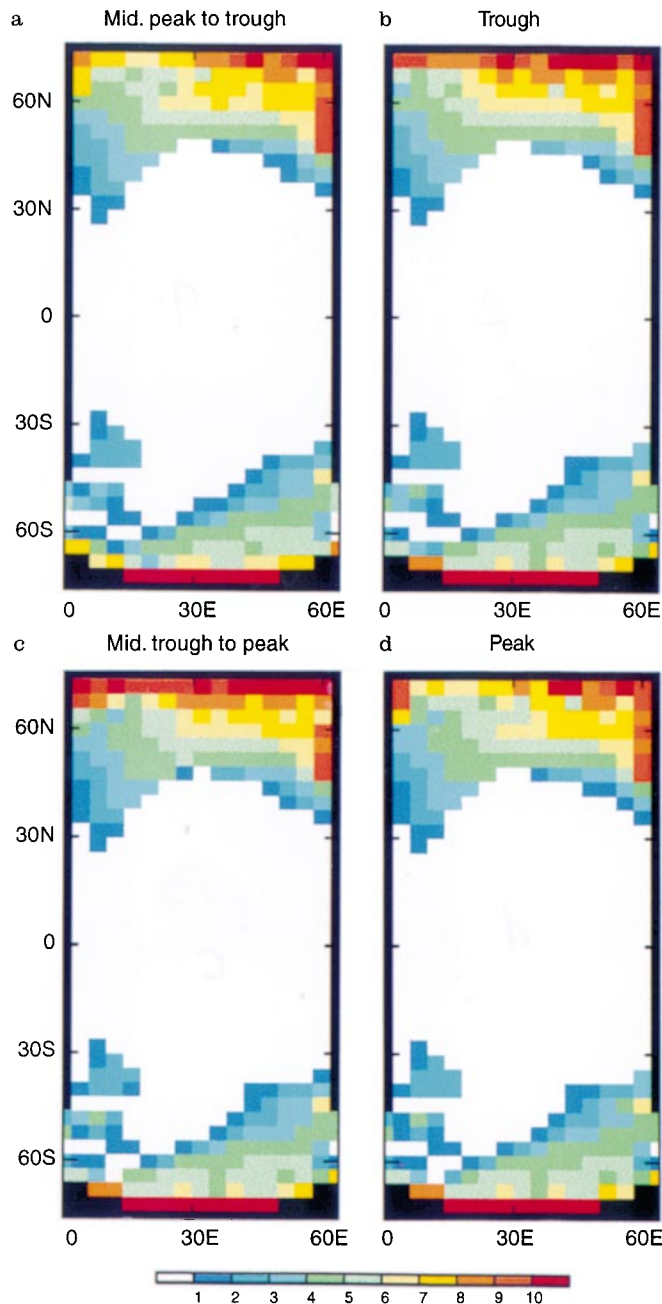 a Mid. peak to trough b Trough
60N
30N
0
30S
60S
0 30E 60E 0 30E 60E
c Mid. trough to peak d Peak
60N
30N
0
30S
60S
0 30E 60E 0 30E 60E
1 2 3 4 5 6 7 8 9 10